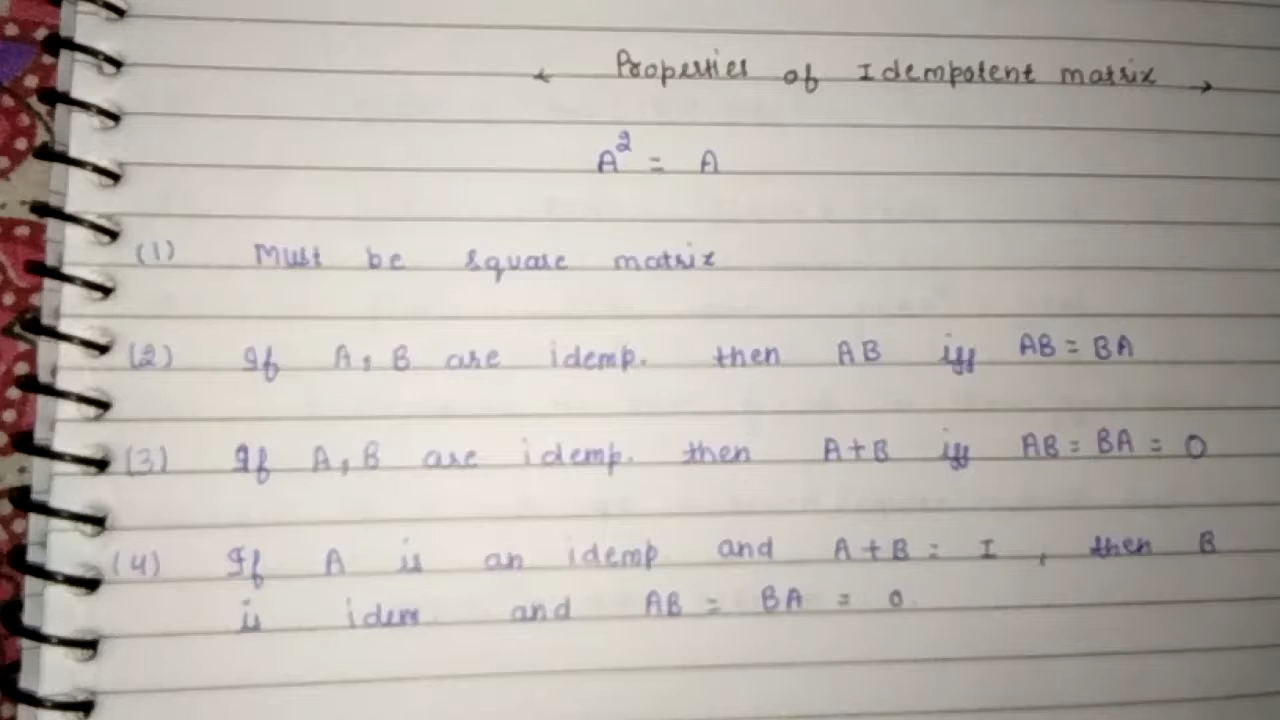 Properties of Idempotent matrix
A² = A
(1) Must be square matrix
(2) If A, B are idemp. then AB iff AB = BA
(3) If A, B are idemp. then A+B iff AB = BA = 0
(4) If A is an idemp and A+B = I, then B
is idem and AB = BA = 0.